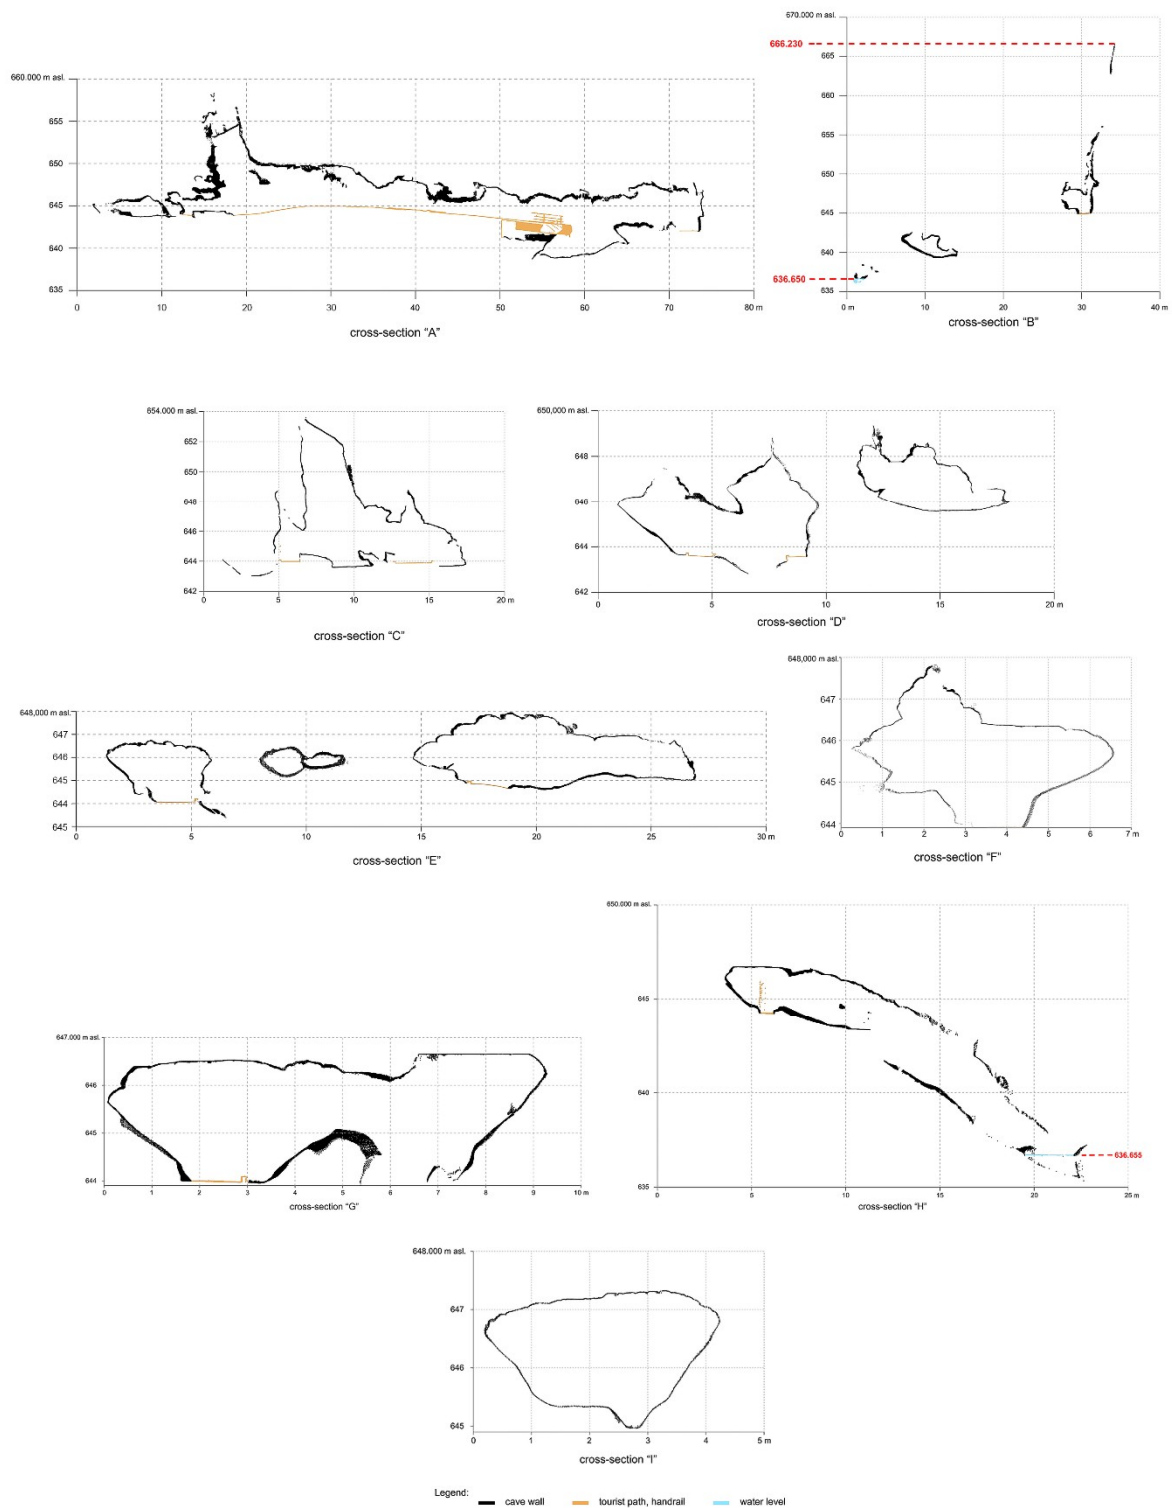 660.000 m asl.
655
650
645
640
635
0 10 20 30 40 50 60 70 80 m
cross-section "A"
670.000 m asl.
666.230
665
660
655
650
645
640
636.650
635
0 m 10 20 30 40 m
cross-section "B"
654.000 m asl.
652
650
648
646
644
642
0 5 10 15 20 m
cross-section "C"
650,000 m asl.
648
640
644
642
0 5 10 15 20 m
cross-section "D"
648,000 m asl.
647
646
645
644
645
0 5 10 15 20 25 30 m
cross-section "E"
648,000 m asl.
647
646
645
644
0 1 2 3 4 5 6 7 m
cross-section "F"
647.000 m asl.
646
645
644
0 1 2 3 4 5 6 7 8 9 10 m
cross-section "G"
650.000 m asl.
645
640
636.655
635
0 5 10 15 20 25 m
cross-section "H"
648.000 m asl.
647
646
645
0 1 2 3 4 5 m
cross-section "I"
Legend:
cave wall tourist path, handrail water level